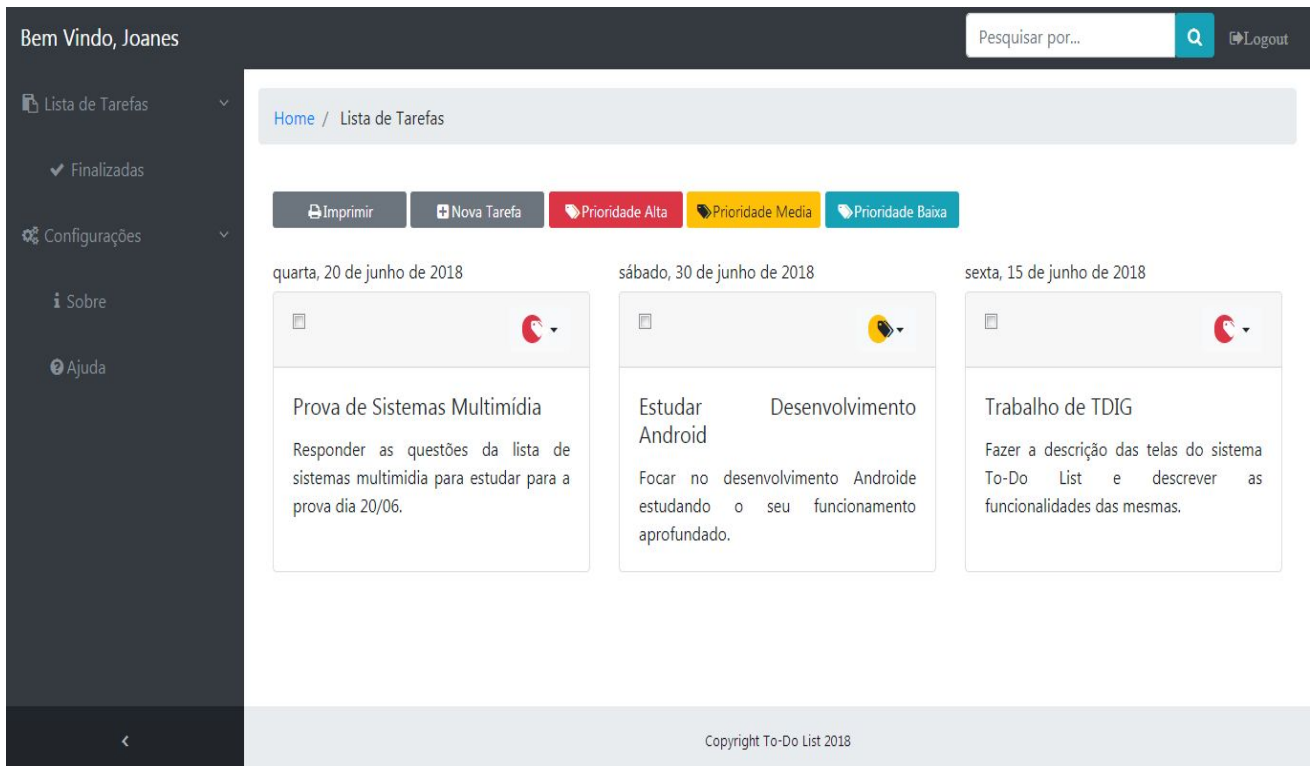 Bem Vindo, Joanes
Pesquisar por...
Logout
Lista de Tarefas
Finalizadas
Configurações
Sobre
Ajuda
Home / Lista de Tarefas
Imprimir
Nova Tarefa
Prioridade Alta
Prioridade Media
Prioridade Baixa
quarta, 20 de junho de 2018
Prova de Sistemas Multimídia
Responder as questões da lista de
sistemas multimidia para estudar para a
prova dia 20/06.
sábado, 30 de junho de 2018
Estudar Desenvolvimento
Android
Focar no desenvolvimento Androide
estudando o seu funcionamento
aprofundado.
sexta, 15 de junho de 2018
Trabalho de TDIG
Fazer a descrição das telas do sistema
To-Do List e descrever as
funcionalidades das mesmas.
Copyright To-Do List 2018